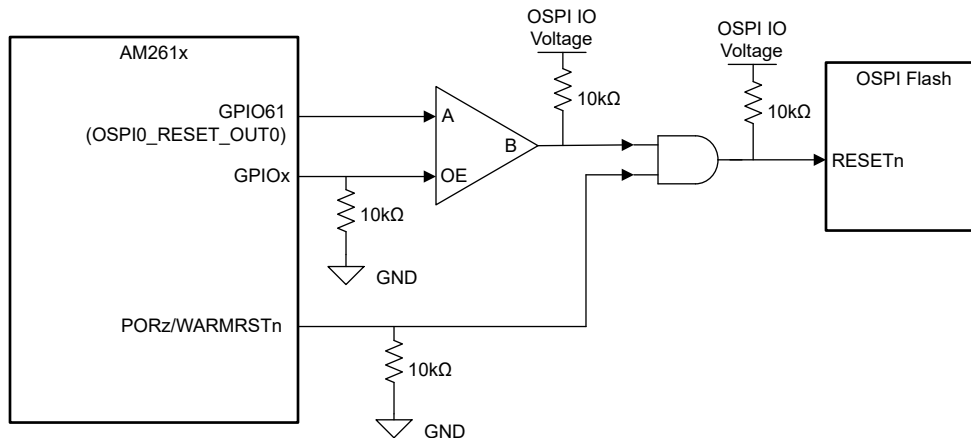 OSPI IO
Voltage
OSPI IO
Voltage
AM261x
OSPI Flash
10kΩ
10kΩ
GPIO61
(OSPI0_RESET_OUT0)
A
B
GPIOx
OE
RESETn
10kΩ
GND
PORz/WARMRSTn
10kΩ
GND